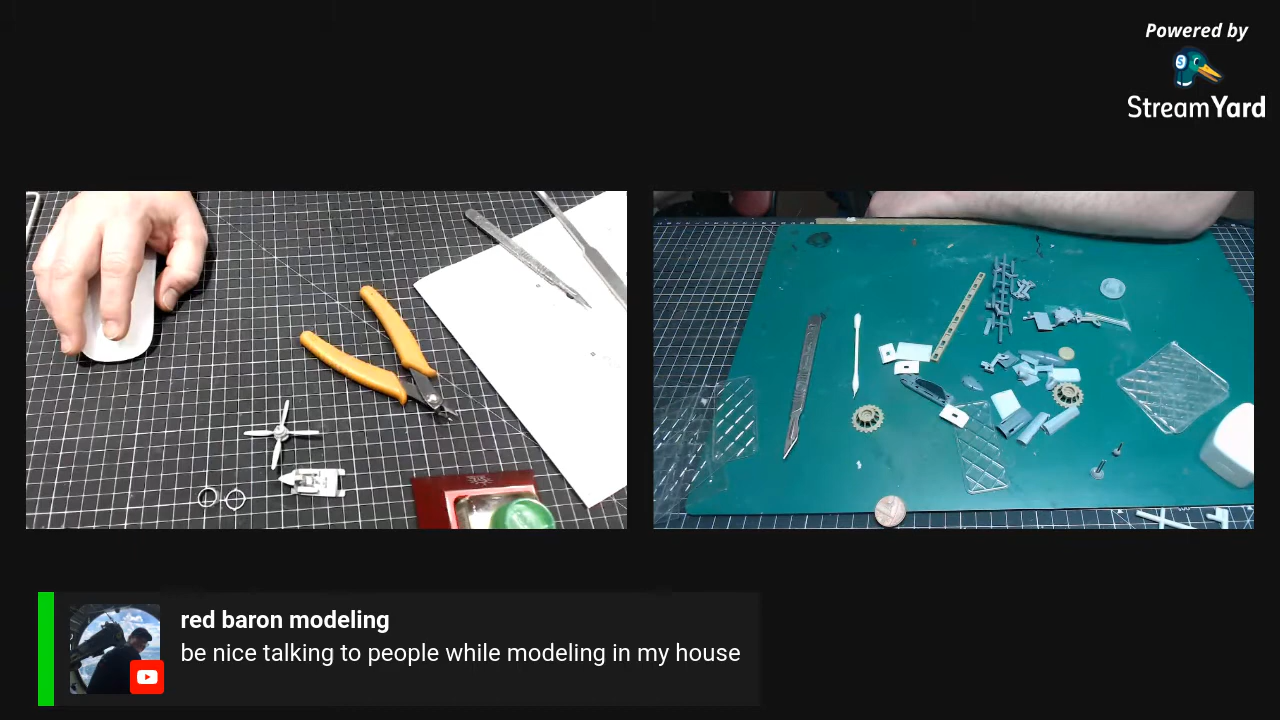 Powered by
StreamYard
red baron modeling
be nice talking to people while modeling in my house